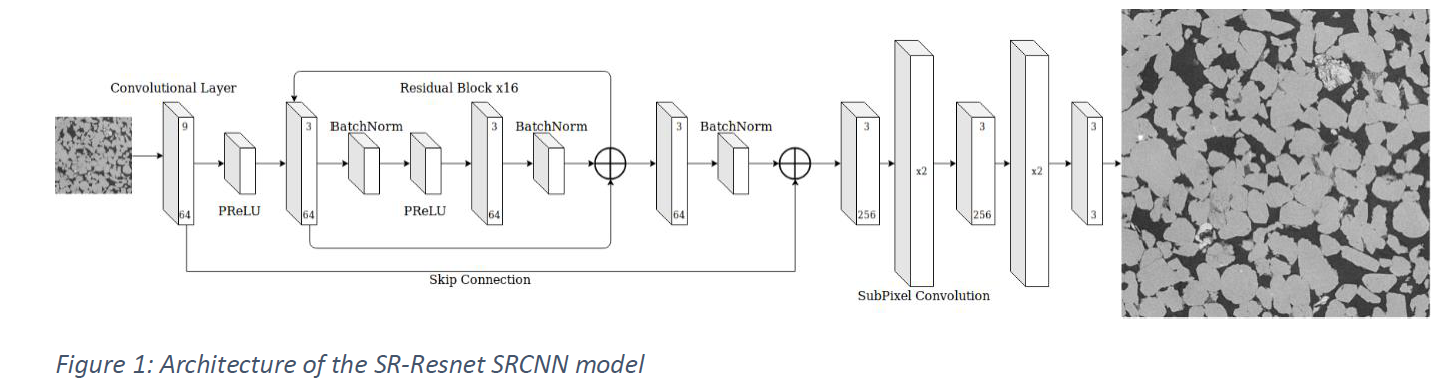 Convolutional Layer
Residual Block x16
9
64
PReLU
3
64
BatchNorm
PReLU
3
64
BatchNorm
3
64
BatchNorm
3
256
x2
3
256
x2
3
3
Skip Connection
SubPixel Convolution
Figure 1: Architecture of the SR-Resnet SRCNN model